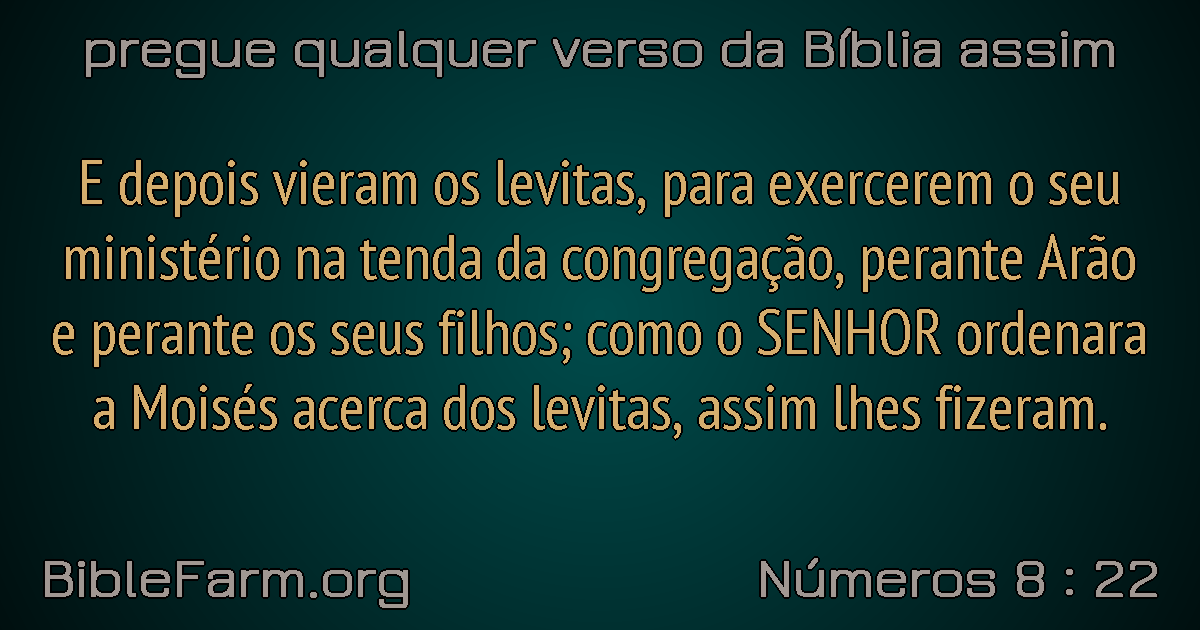 pregue qualquer verso da Bíblia assim
E depois vieram os levitas, para exercerem o seu
ministério na tenda da congregação, perante Arão
e perante os seus filhos; como o SENHOR ordenara
a Moisés acerca dos levitas, assim lhes fizeram.
BibleFarm.org
Números 8 : 22